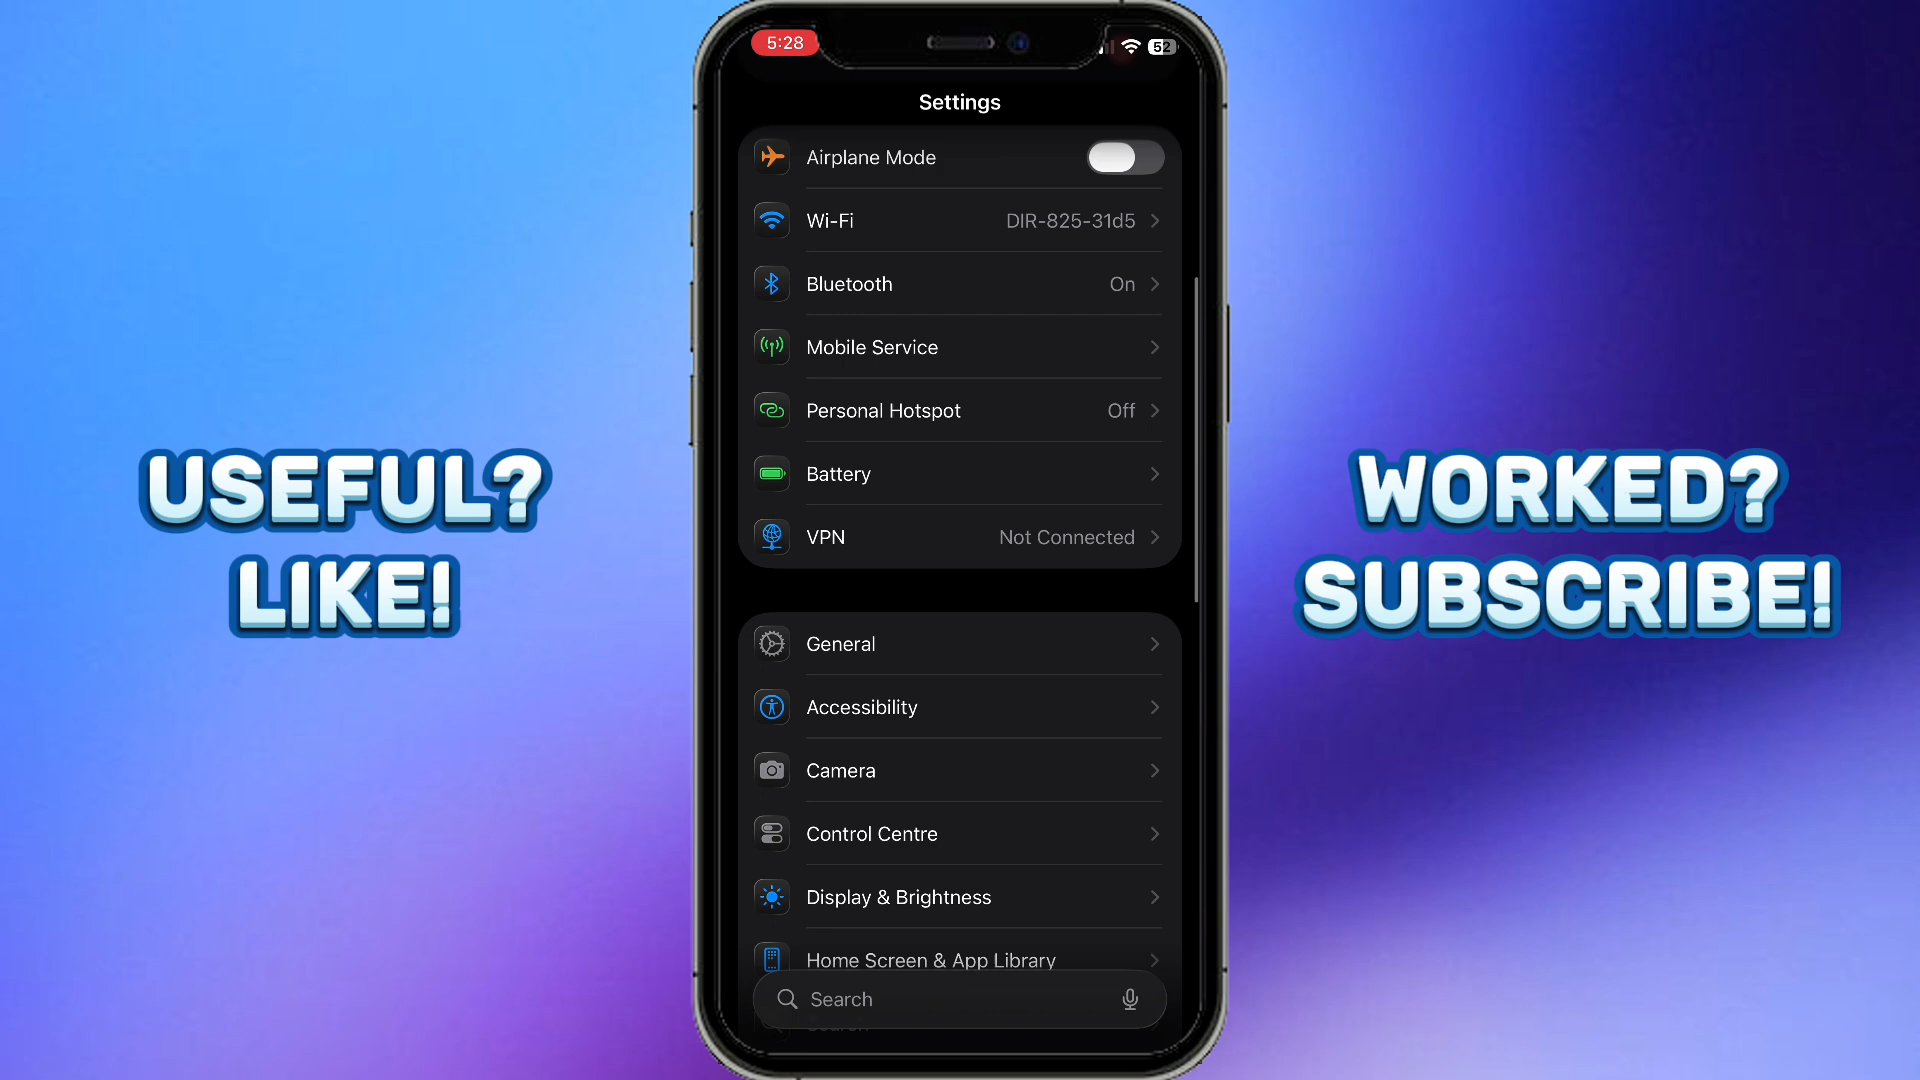 5:28
52
Settings
Airplane Mode
Wi-Fi DIR-825-31d5
Bluetooth On
Mobile Service
Personal Hotspot Off
Battery
VPN Not Connected
USEFUL?
LIKE!
WORKED?
SUBSCRIBE!
General
Accessibility
Camera
Control Centre
Display & Brightness
Home Screen & App Library
Search
Search